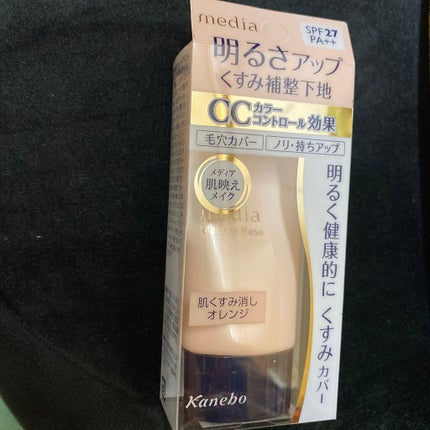 media
SPF27
PA++
明るさアップ
くすみ補整下地
CCカラーコントロール効果
毛穴カバー
ノリ・持ちアップ
メディア
肌映え
メイク
media
Makeup Base
明るく健康的に くすみカバー
肌くすみ消し
オレンジ
Kanebo